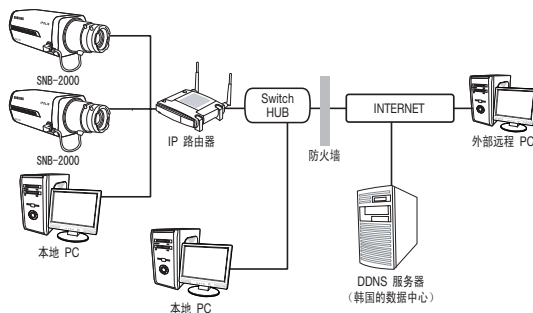 SNB-2000
SNB-2000
本地 PC
IP 路由器
Switch
HUB
本地 PC
防火墙
INTERNET
外部远程 PC
DDNS 服务器
(韩国的数据中心)